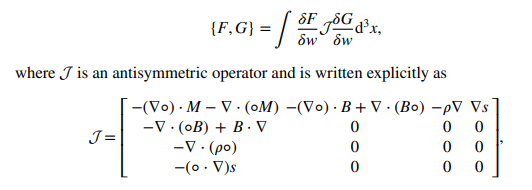 {F, G} = ∫ δF/δw 𝒥 δG/δw d³x,
where 𝒥 is an antisymmetric operator and is written explicitly as
𝒥 = [ −(∇∘) · M − ∇ · (∘M) −(∇∘) · B + ∇ · (B∘) −ρ∇ ∇s
−∇ · (∘B) + B · ∇ 0 0 0
−∇ · (ρ∘) 0 0 0
−(∘ · ∇)s 0 0 0 ],